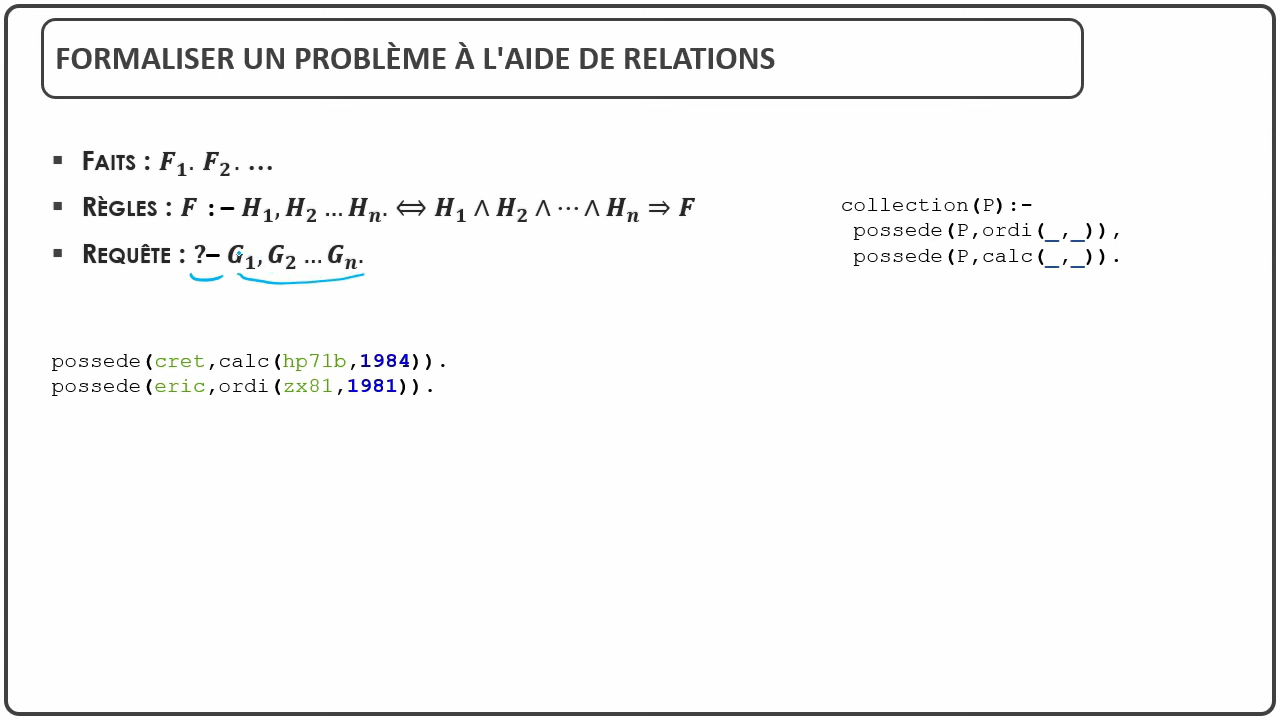 FORMALISER UN PROBLÈME À L'AIDE DE RELATIONS
▪ FAITS : F₁. F₂. …
▪ RÈGLES : F :− H₁, H₂ … Hₙ. ⟺ H₁ ∧ H₂ ∧ ⋯ ∧ Hₙ ⇒ F
▪ REQUÊTE : ?− G₁, G₂ … Gₙ.
collection(P):-
possede(P,ordi(_,_)),
possede(P,calc(_,_)).
possede(cret,calc(hp71b,1984)).
possede(eric,ordi(zx81,1981)).